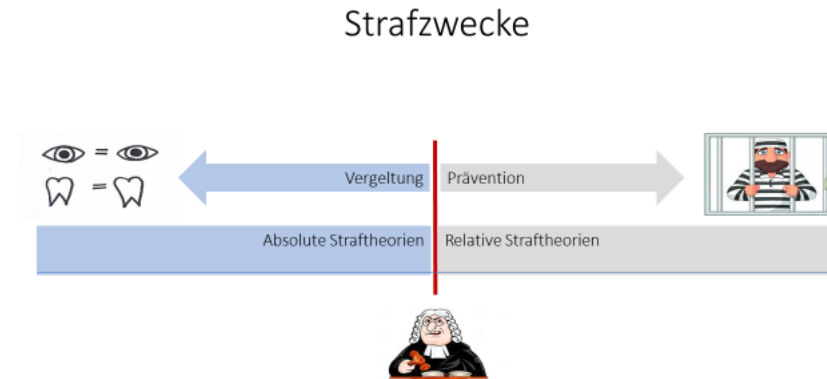 Strafzwecke
Vergeltung
Prävention
Absolute Straftheorien
Relative Straftheorien